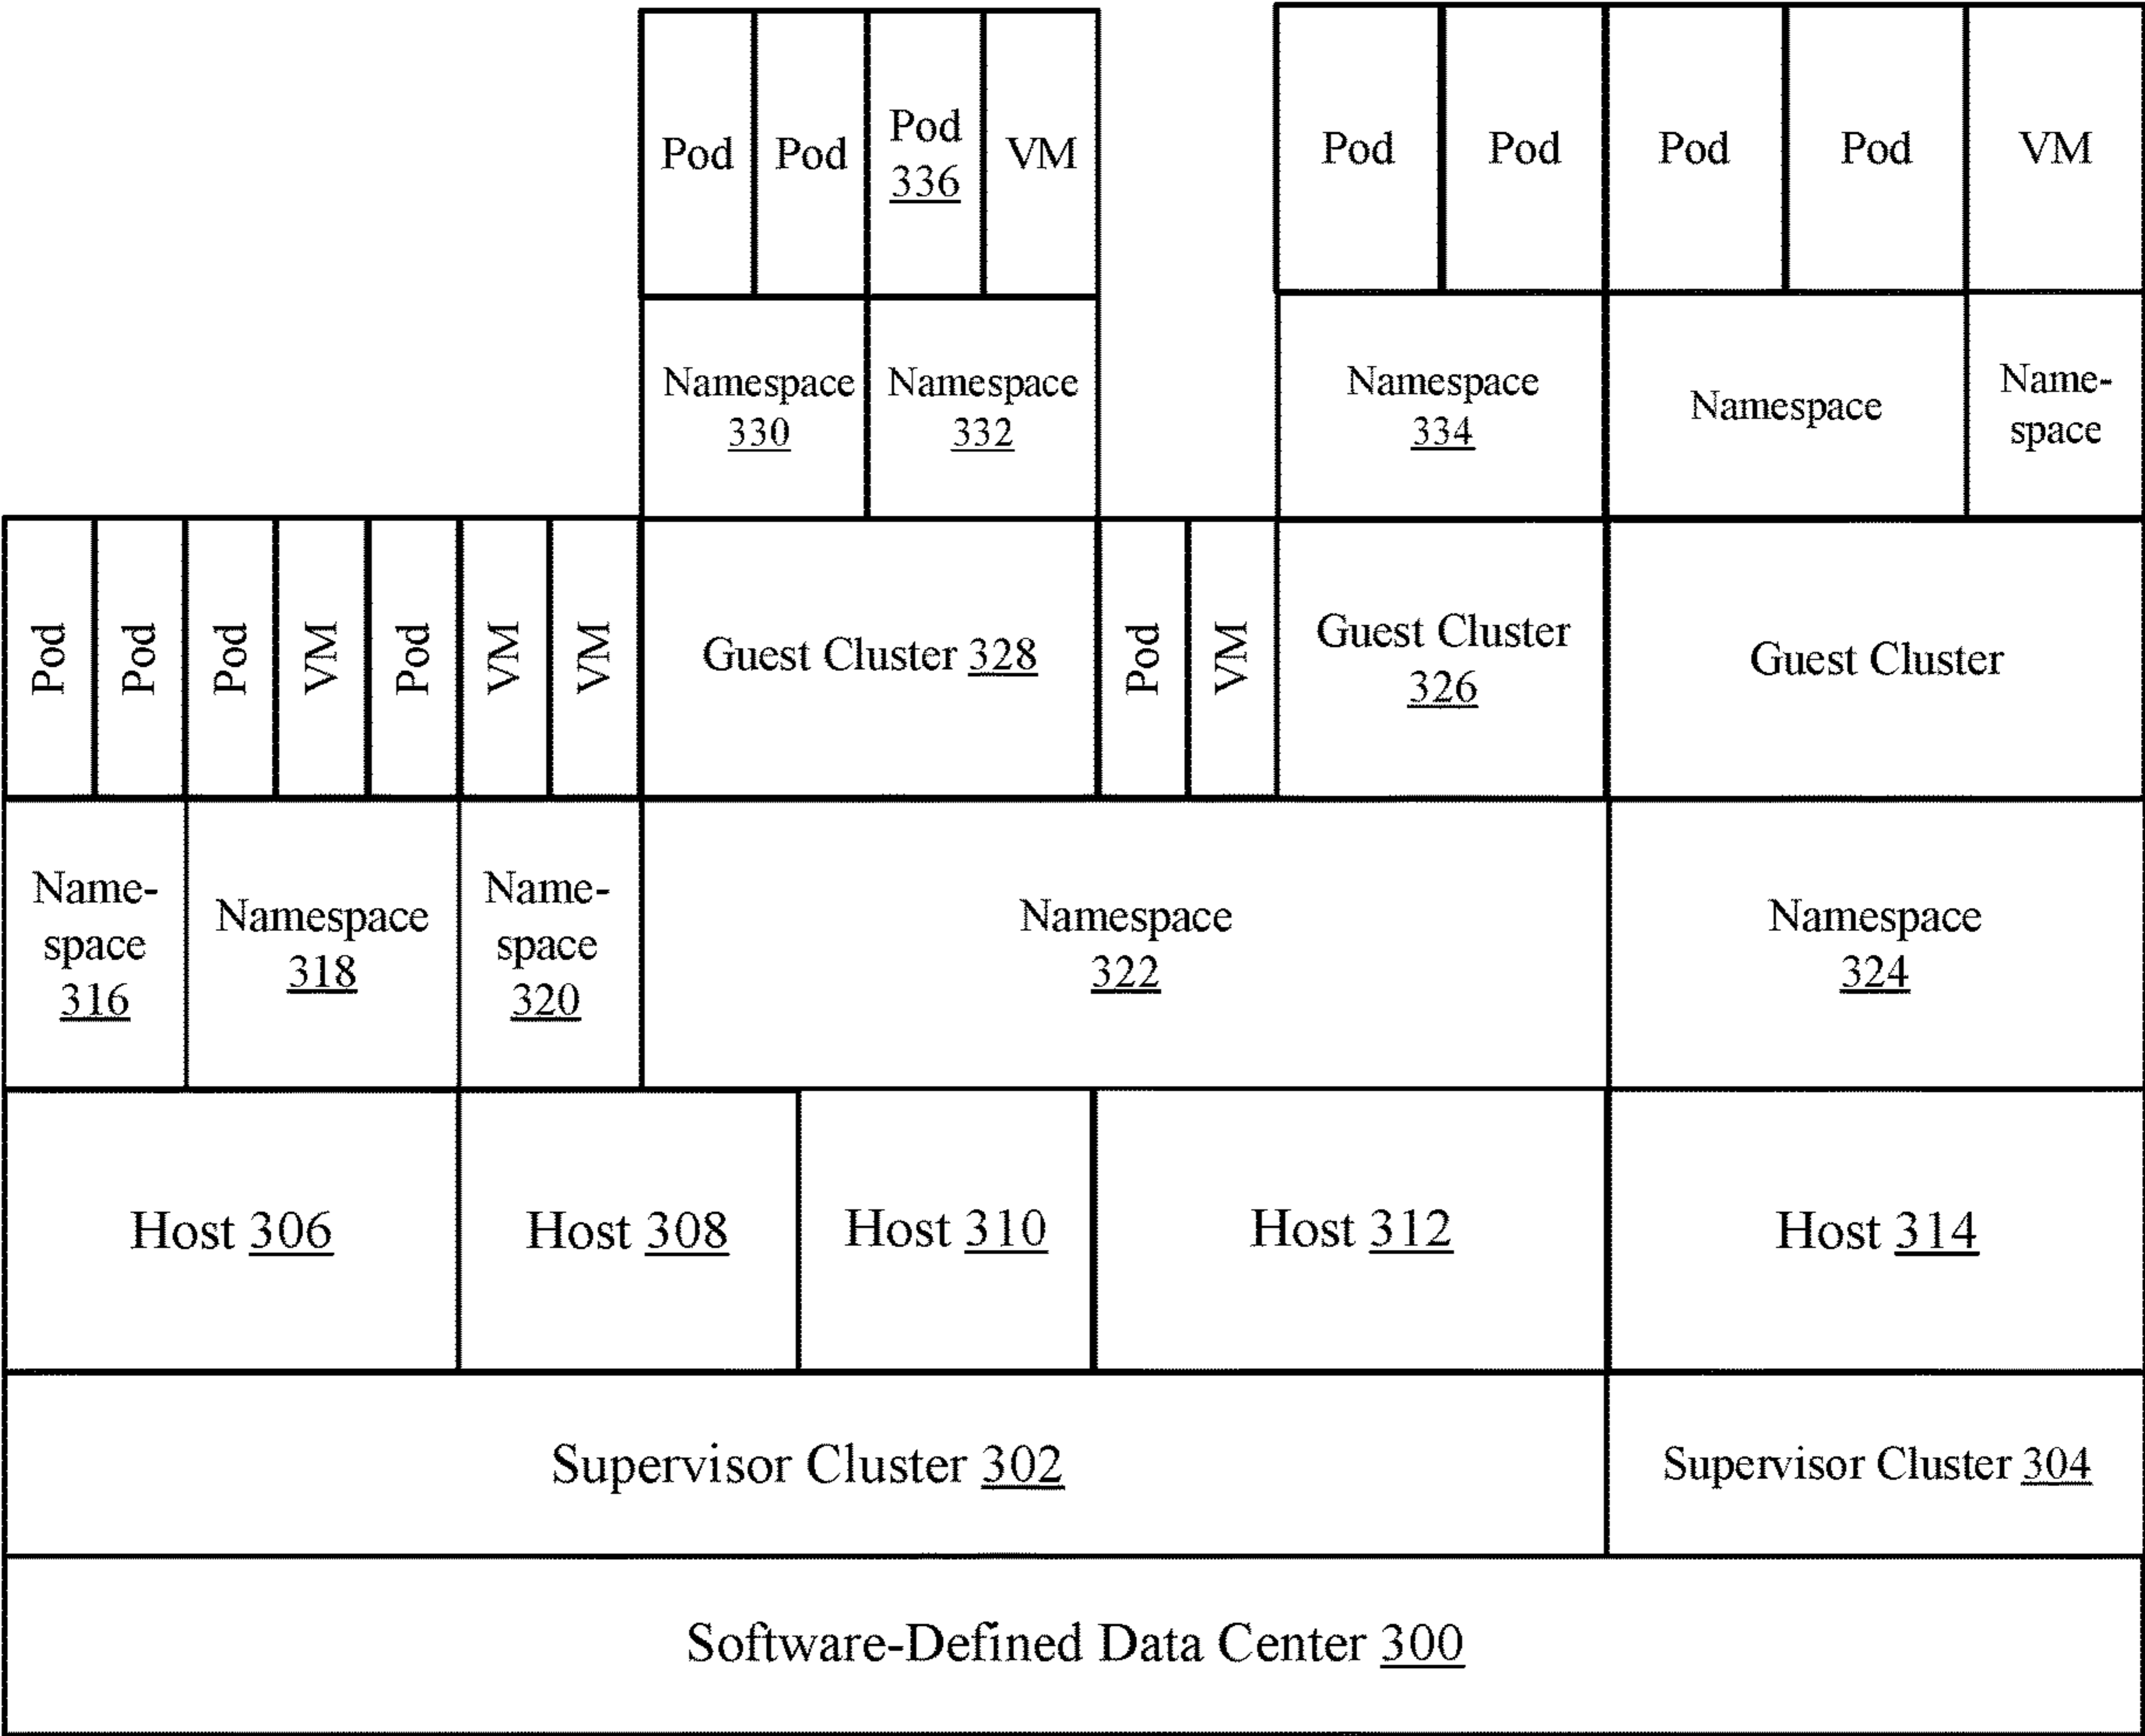 Pod
Pod
Pod
336
VM
Pod
Pod
Pod
Pod
VM
Namespace
330
Namespace
332
Namespace
334
Namespace
Name-
space
Pod
Pod
Pod
VM
Pod
VM
VM
Guest Cluster 328
Pod
VM
Guest Cluster
326
Guest Cluster
Name-
space
316
Namespace
318
Name-
space
320
Namespace
322
Namespace
324
Host 306
Host 308
Host 310
Host 312
Host 314
Supervisor Cluster 302
Supervisor Cluster 304
Software-Defined Data Center 300